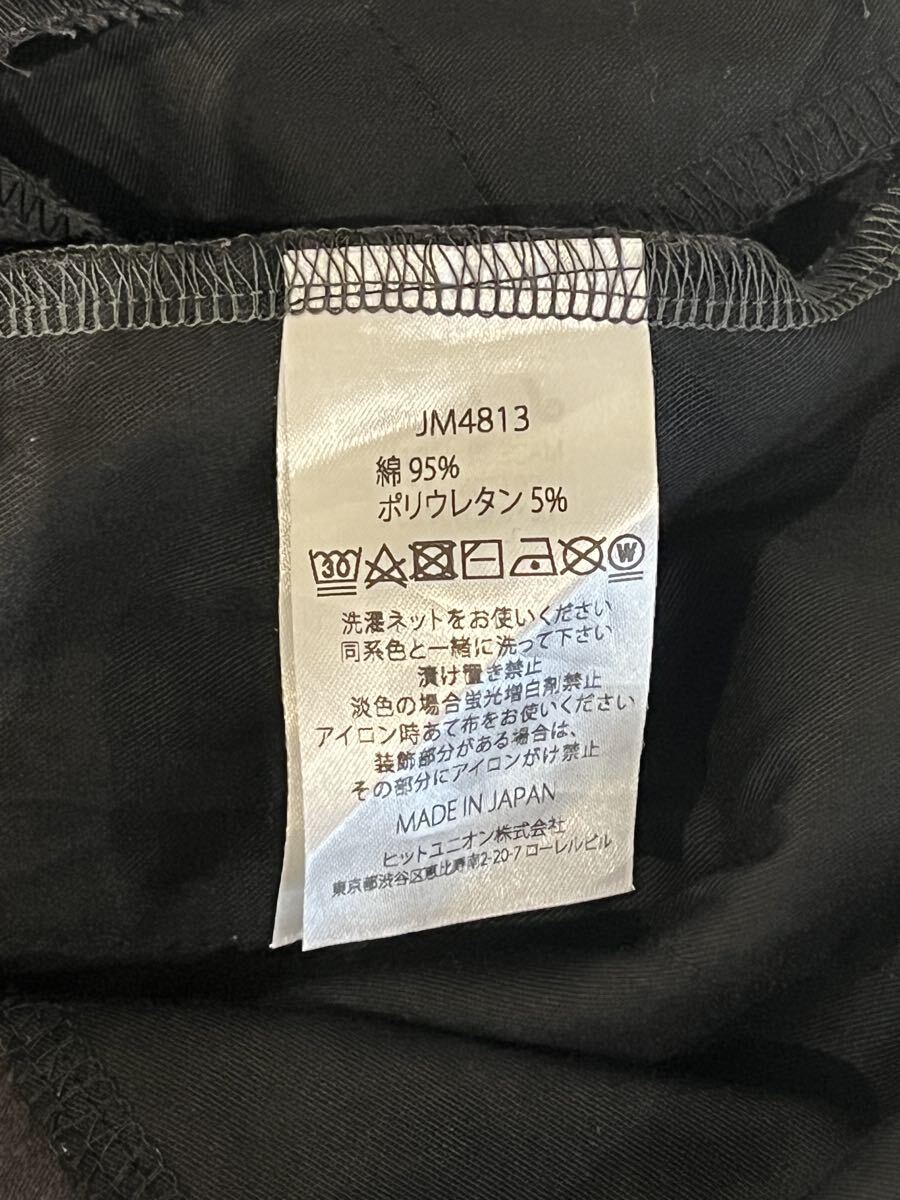 JM4813
綿 95%
ポリウレタン 5%
30 W
洗濯ネットをお使いください
同系色と一緒に洗って下さい
漬け置き禁止
淡色の場合蛍光増白剤禁止
アイロン時あて布をお使いください
装飾部分がある場合は、
その部分にアイロンがけ禁止
MADE IN JAPAN
ヒットユニオン株式会社
東京都渋谷区恵比寿南2-20-7 ローレルビル